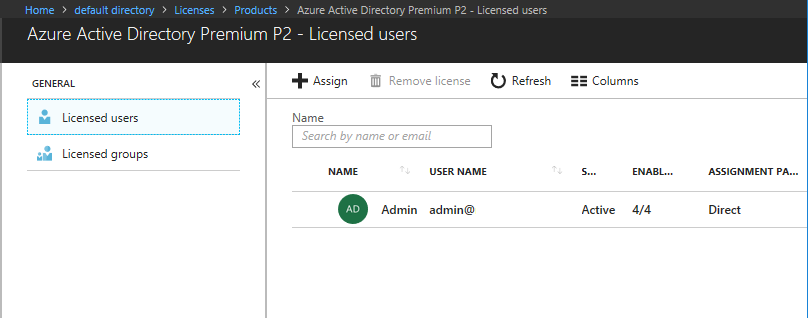 Home > default directory > Licenses > Products > Azure Active Directory Premium P2 - Licensed users
Azure Active Directory Premium P2 - Licensed users
GENERAL «
Licensed users
Licensed groups
Assign Remove license Refresh Columns
Name
Search by name or email
NAME USER NAME S... ENABL... ASSIGNMENT PA...
AD Admin admin@ Active 4/4 Direct